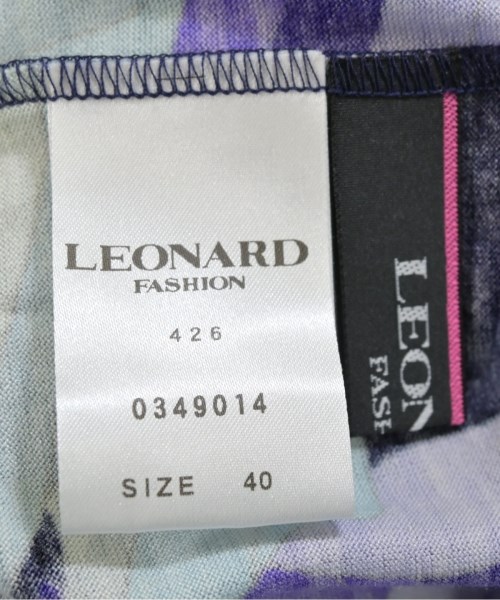 LEONARD
FASHION
426
0349014
SIZE 40
LEON
FASH